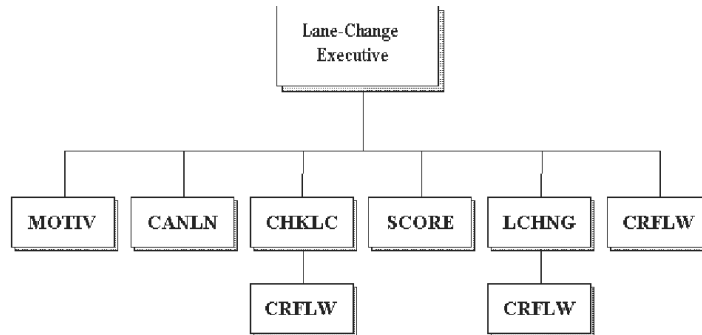 Lane-Change
Executive
MOTIV CANLN CHKLC SCORE LCHNG CRFLW
CRFLW CRFLW